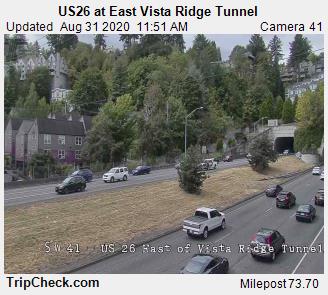 US26 at East Vista Ridge Tunnel
Updated Aug 31 2020 11:51 AM Camera 41
SW 41 - US 26 East of Vista Ridge Tunnel
TripCheck.com Milepost 73.70